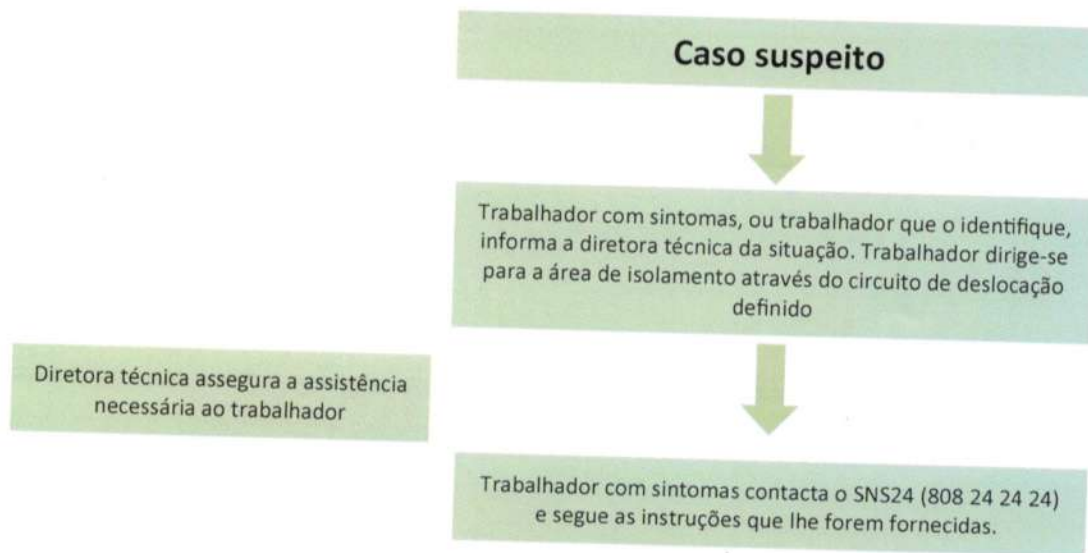 Caso suspeito
Trabalhador com sintomas, ou trabalhador que o identifique,
informa a diretora técnica da situação. Trabalhador dirige-se
para a área de isolamento através do circuito de deslocação
definido
Diretora técnica assegura a assistência
necessária ao trabalhador
Trabalhador com sintomas contacta o SNS24 (808 24 24 24)
e segue as instruções que lhe forem fornecidas.